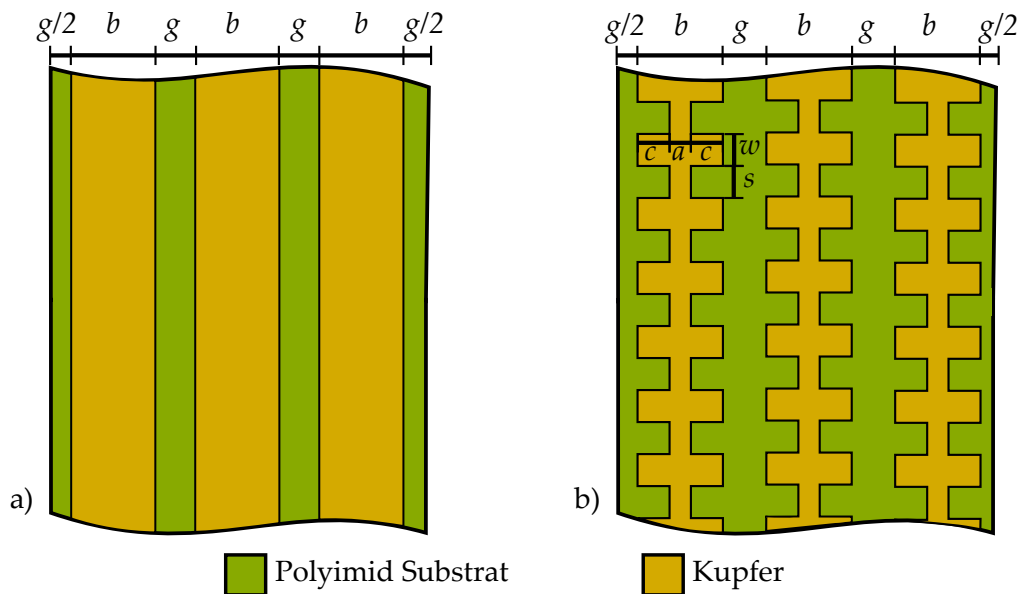 g/2 b g b g b g/2
g/2 b g b g b g/2
c a c w
s
a)
b)
Polyimid Substrat
Kupfer